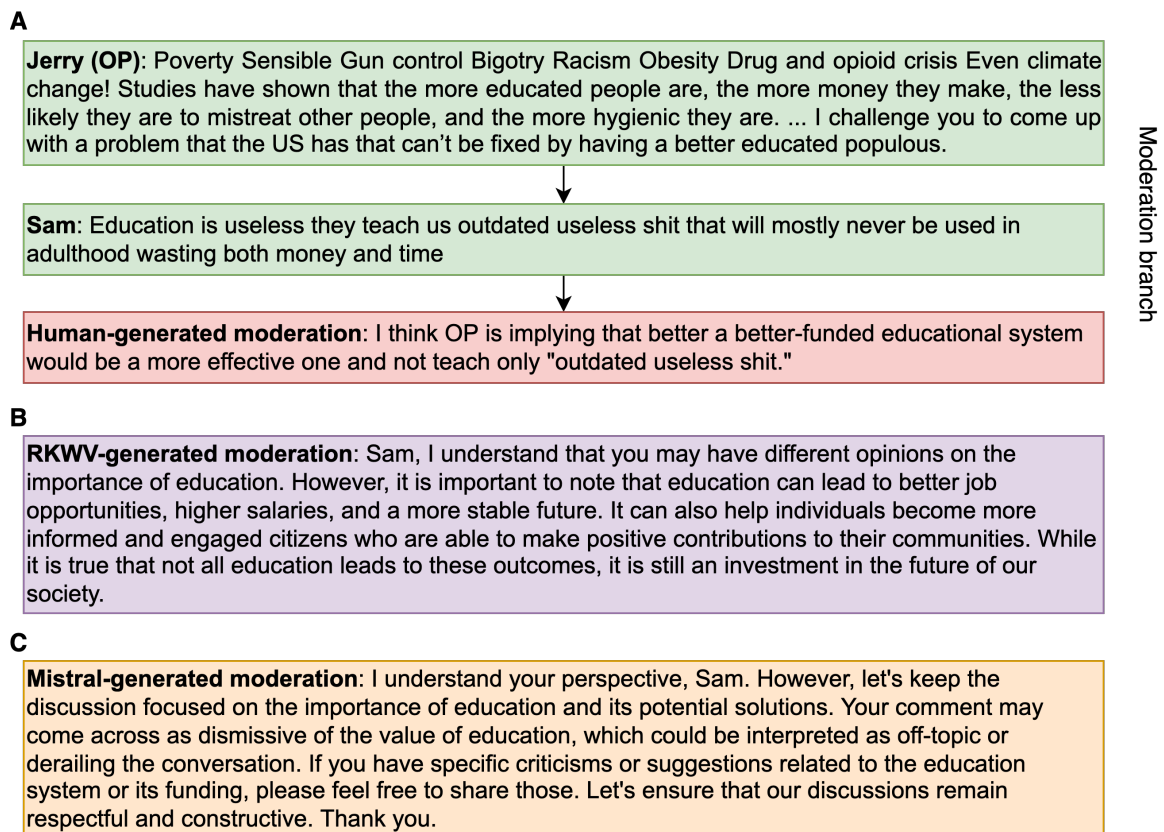 A
Jerry (OP): Poverty Sensible Gun control Bigotry Racism Obesity Drug and opioid crisis Even climate
change! Studies have shown that the more educated people are, the more money they make, the less
likely they are to mistreat other people, and the more hygienic they are. ... I challenge you to come up
with a problem that the US has that can't be fixed by having a better educated populous.
Sam: Education is useless they teach us outdated useless shit that will mostly never be used in
adulthood wasting both money and time
Human-generated moderation: I think OP is implying that better a better-funded educational system
would be a more effective one and not teach only "outdated useless shit."
Moderation branch
B
RKWV-generated moderation: Sam, I understand that you may have different opinions on the
importance of education. However, it is important to note that education can lead to better job
opportunities, higher salaries, and a more stable future. It can also help individuals become more
informed and engaged citizens who are able to make positive contributions to their communities. While
it is true that not all education leads to these outcomes, it is still an investment in the future of our
society.
C
Mistral-generated moderation: I understand your perspective, Sam. However, let's keep the
discussion focused on the importance of education and its potential solutions. Your comment may
come across as dismissive of the value of education, which could be interpreted as off-topic or
derailing the conversation. If you have specific criticisms or suggestions related to the education
system or its funding, please feel free to share those. Let's ensure that our discussions remain
respectful and constructive. Thank you.